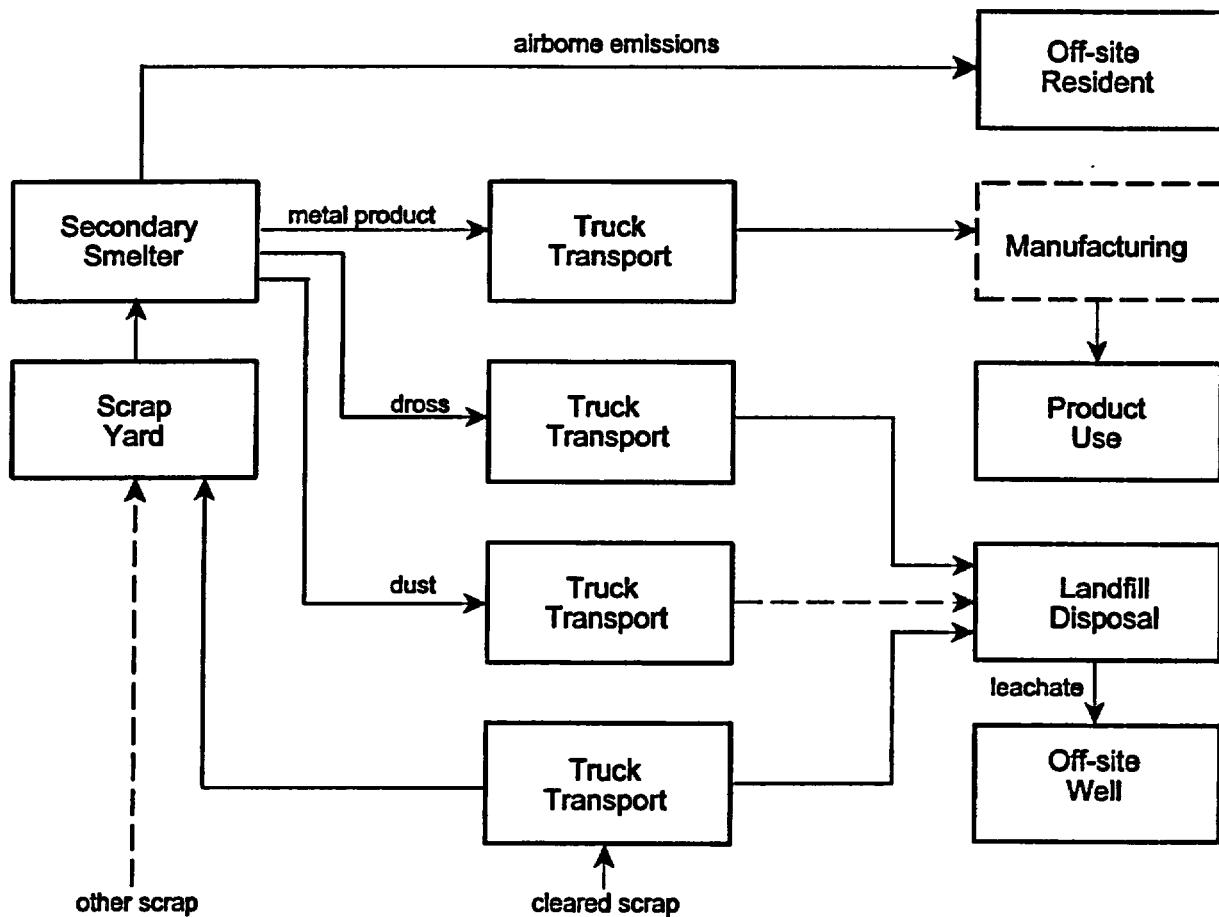 airborne emissions
Off-site
Resident
Secondary
Smelter
metal product
Truck
Transport
Manufacturing
Scrap
Yard
dross
Truck
Transport
Product
Use
dust
Truck
Transport
Landfill
Disposal
leachate
Truck
Transport
Off-site
Well
other scrap
cleared scrap